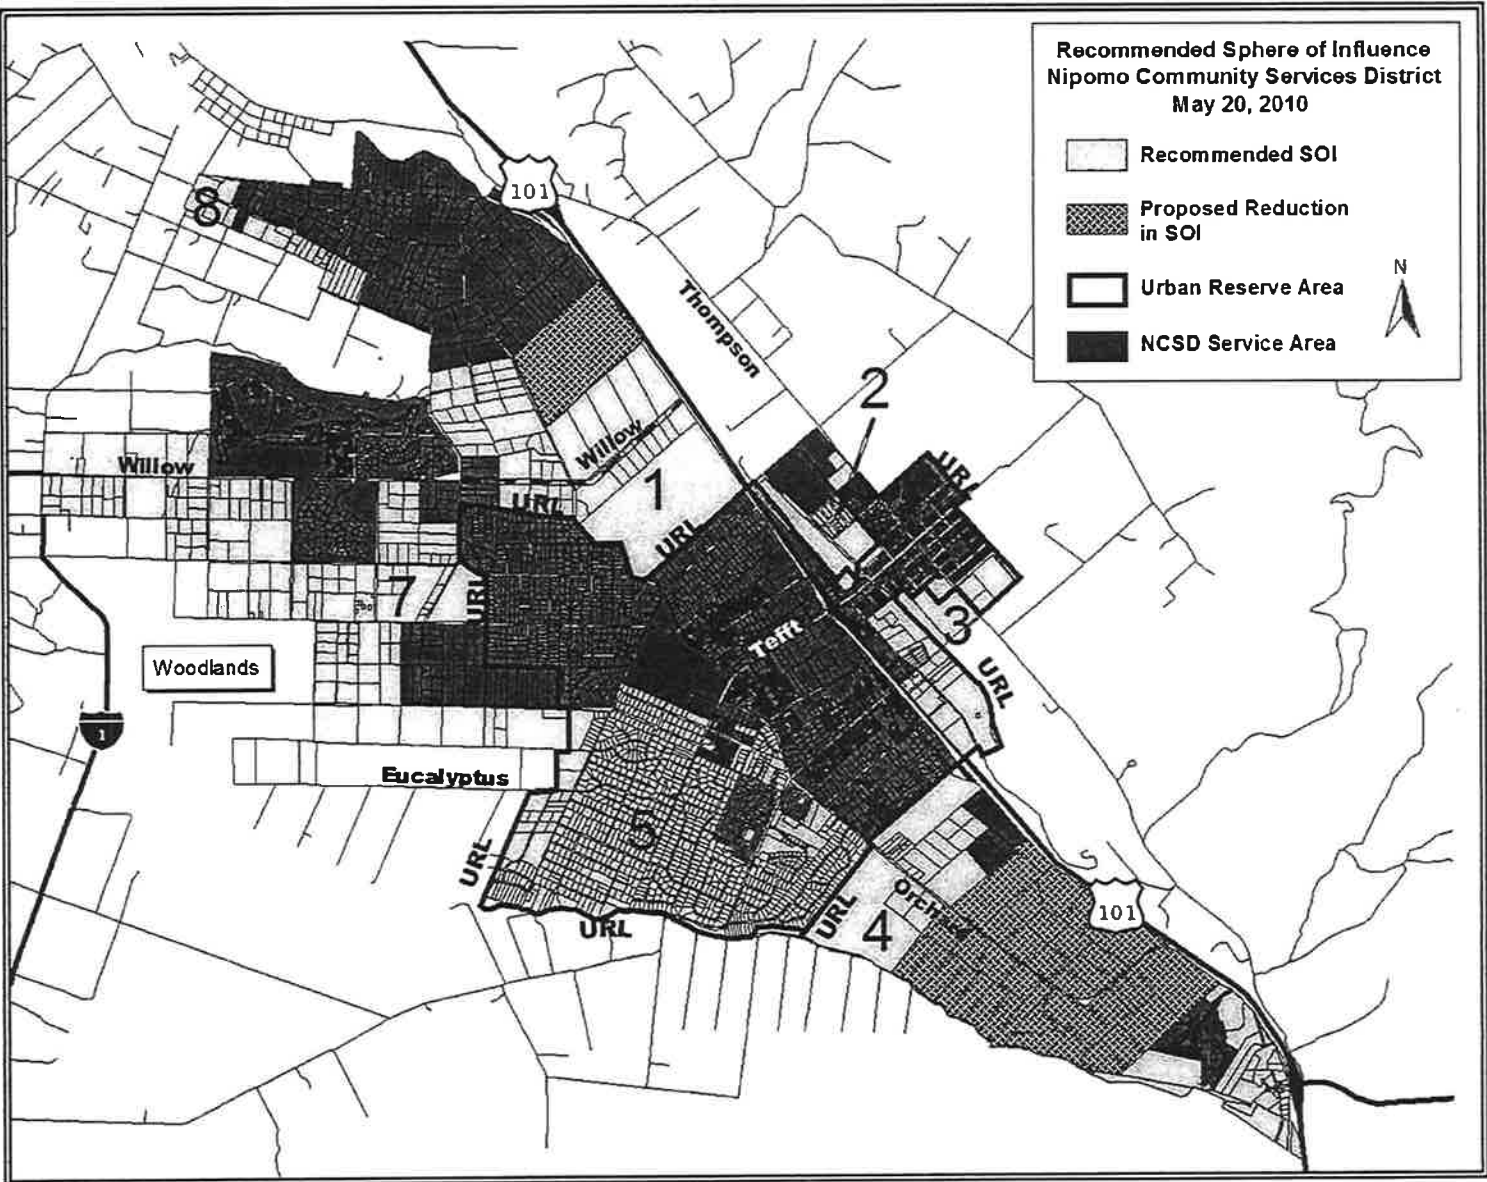 Recommended Sphere of Influence
Nipomo Community Services District
May 20, 2010
Recommended SOI
Proposed Reduction
in SOI
Urban Reserve Area
NCSD Service Area
N
101
8
Thompson
2
Willow
Willow
1
URL
URL
URL
7
URL
3
Tefft
URL
Woodlands
1
Eucalyptus
5
URL
URL
URL
4
Orchard
101